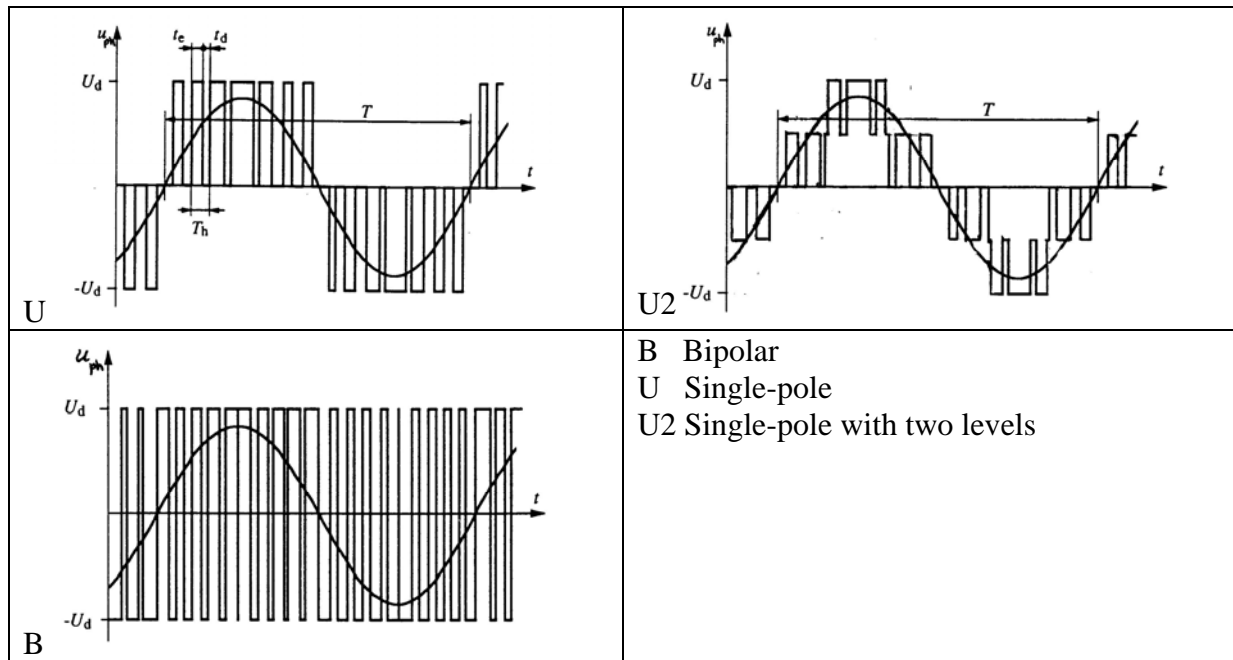 u_ph t_e t_d
U_d
T
t
T_h
-U_d
U
u_ph
U_d
T
t
-U_d
U2
u_ph
U_d
t
-U_d
B
B Bipolar
U Single-pole
U2 Single-pole with two levels